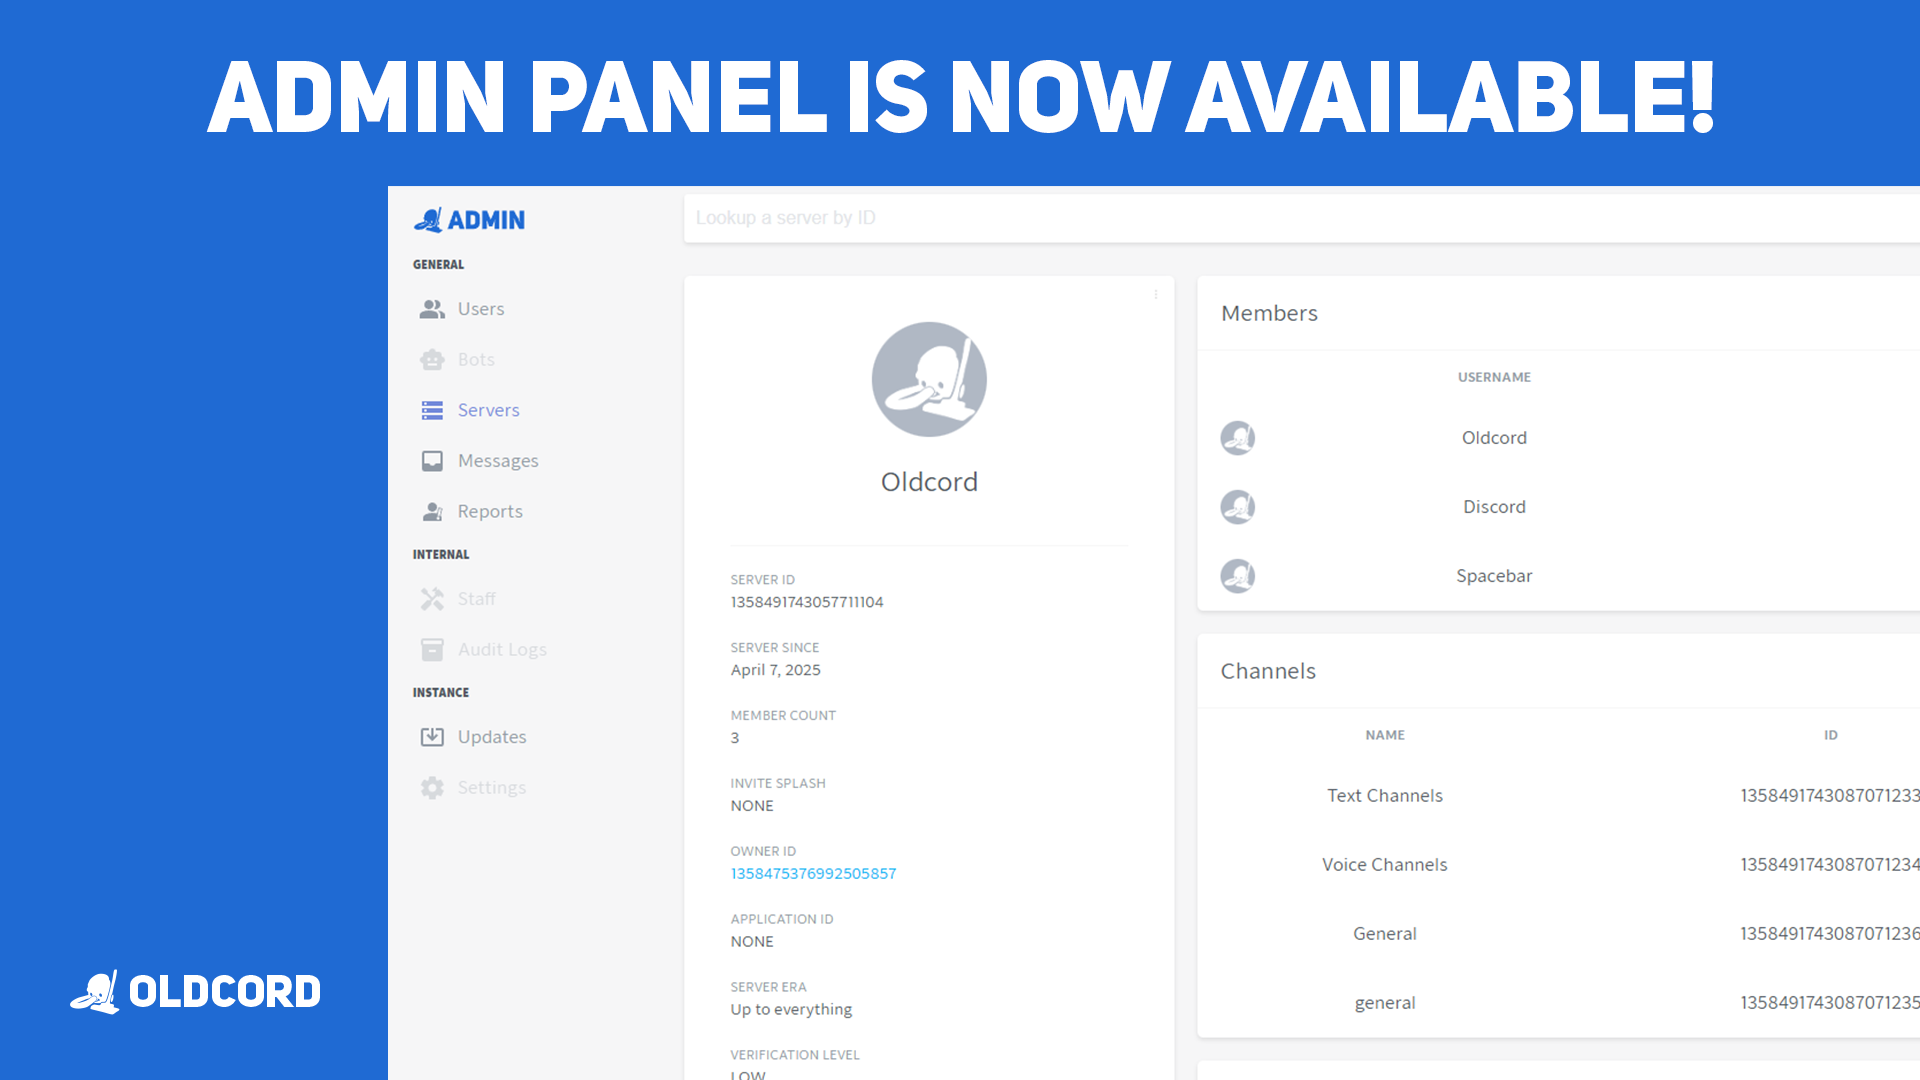 ADMIN PANEL IS NOW AVAILABLE!
ADMIN
GENERAL
Users
Bots
Servers
Messages
Reports
INTERNAL
Staff
Audit Logs
INSTANCE
Updates
Settings
OLDCORD
Lookup a server by ID
Oldcord
SERVER ID
1358491743057711104
SERVER SINCE
April 7, 2025
MEMBER COUNT
3
INVITE SPLASH
NONE
OWNER ID
1358475376992505857
APPLICATION ID
NONE
SERVER ERA
Up to everything
VERIFICATION LEVEL
LOW
Members
USERNAME
Oldcord
Discord
Spacebar
Channels
NAME ID
Text Channels 1358491743087071233
Voice Channels 1358491743087071234
General 1358491743087071236
general 1358491743087071235